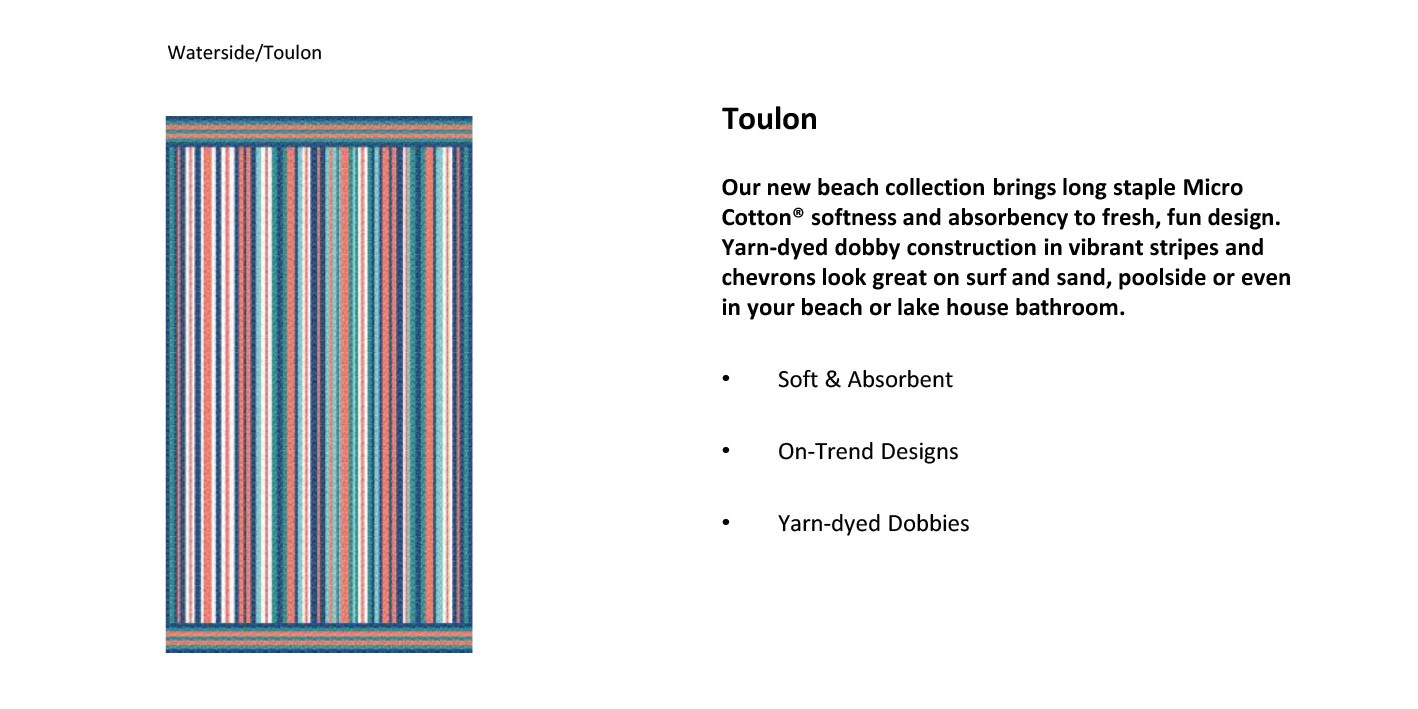 Waterside/Toulon
Toulon
Our new beach collection brings long staple Micro
Cotton® softness and absorbency to fresh, fun design.
Yarn-dyed dobby construction in vibrant stripes and
chevrons look great on surf and sand, poolside or even
in your beach or lake house bathroom.
• Soft & Absorbent
• On-Trend Designs
• Yarn-dyed Dobbies